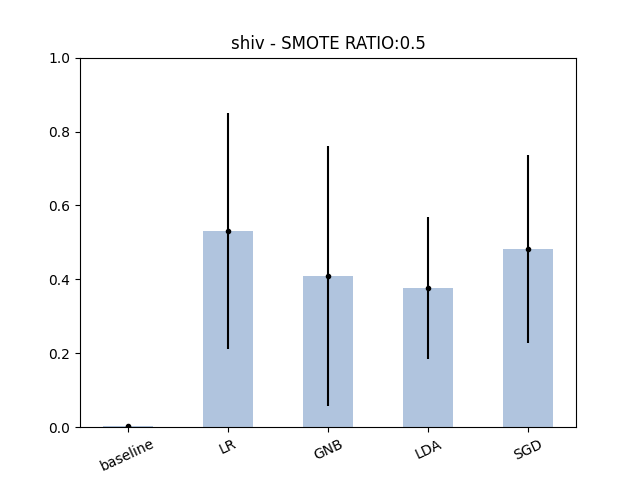 shiv - SMOTE RATIO:0.5
1.0
0.8
0.6
0.4
0.2
0.0
baseline
LR
GNB
LDA
SGD